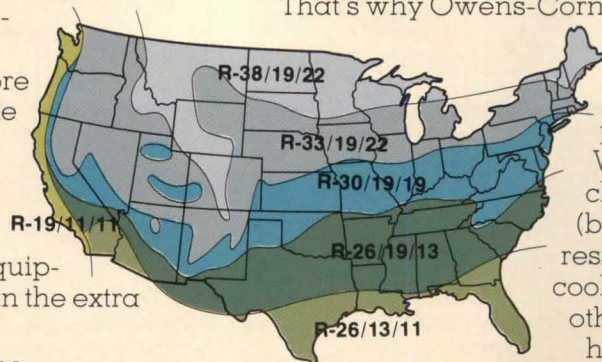 That's why Owens-Corn
R-38/19/22
ore
e
R-33/19/22
R-30/19/19
(b
R-19/11/11
R-26/19/13
res
quip-
cool
n the extra
oth
R-26/13/11
h